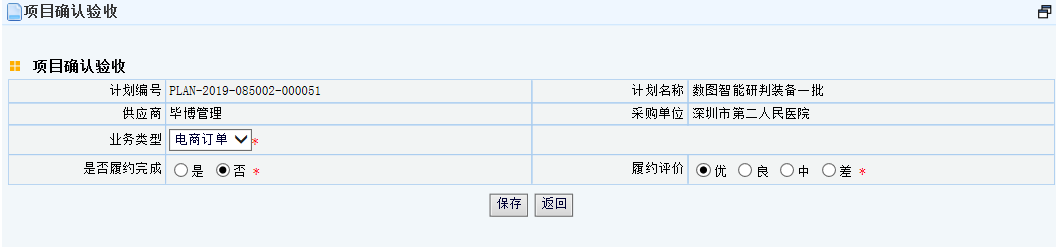 项目确认验收
项目确认验收
计划编号 PLAN-2019-085002-000051 计划名称 数图智能研判装备一批
供应商 毕博管理 采购单位 深圳市第二人民医院
业务类型 电商订单 *
是否履约完成 是 否 * 履约评价 优 良 中 差 *
保存 返回